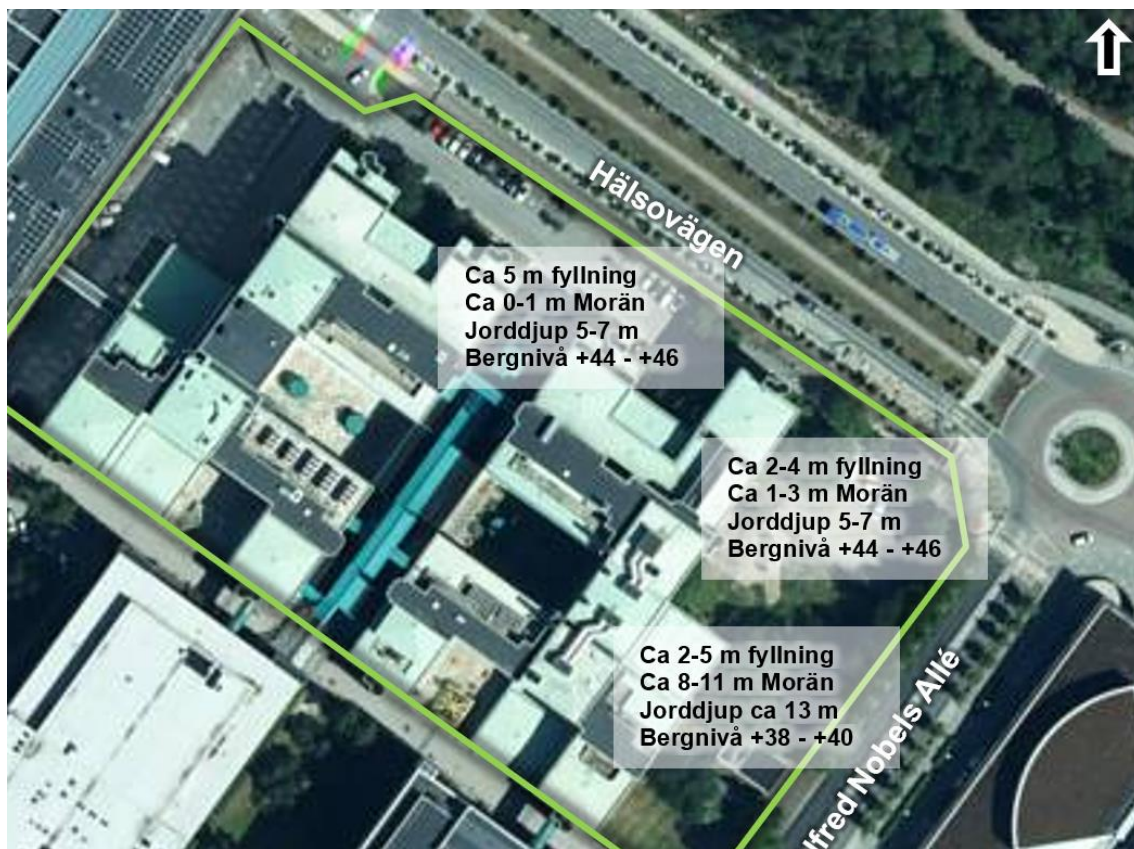 Hälsovägen
Ca 5 m fyllning
Ca 0-1 m Morän
Jorddjup 5-7 m
Bergnivå +44 - +46
Ca 2-4 m fyllning
Ca 1-3 m Morän
Jorddjup 5-7 m
Bergnivå +44 - +46
Ca 2-5 m fyllning
Ca 8-11 m Morän
Jorddjup ca 13 m
Bergnivå +38 - +40
lfred Nobels Allé